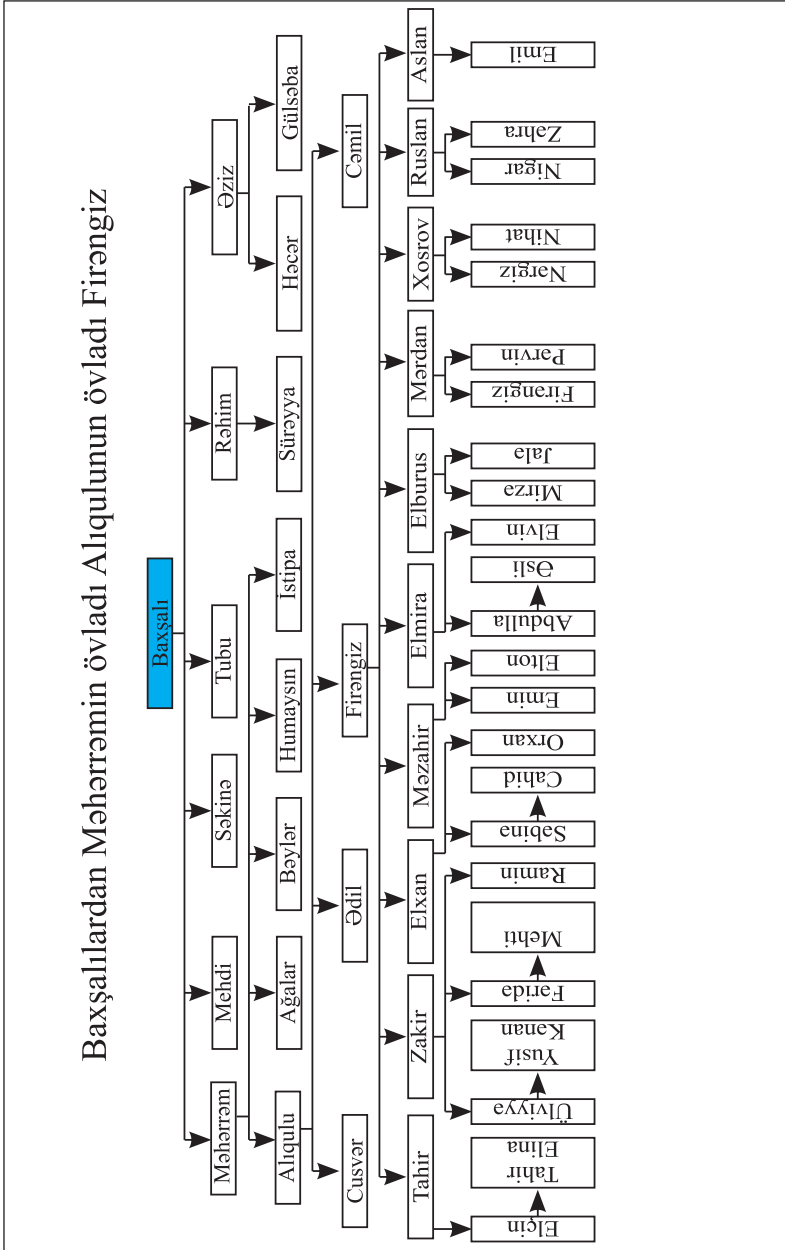 Baxşalılardan Məhərrəmin övladı Alıqulunun övladı Firəngiz
Baxşalı
Məhərrəm
Mehdi
Səkinə
Tubu
Rəhim
Əziz
Alıqulu
Ağalar
Bəylər
Humaysın
İstipa
Sürəyya
Həcər
Gülsəba
Cusvər
Ədil
Firəngiz
Cəmil
Tahir
Zakir
Elxan
Məzahir
Elmira
Elburus
Mərdan
Xosrov
Ruslan
Aslan
Elçin
Tahir
Elina
Ülviyyə
Yusif
Kənan
Fəridə
Mehti
Ramin
Səbinə
Cahid
Orxan
Emin
Elton
Abdulla
Əsli
Elvin
Mirzə
Jalə
Firəngiz
Pərvin
Nərgiz
Nihat
Nigar
Zəhra
Emil